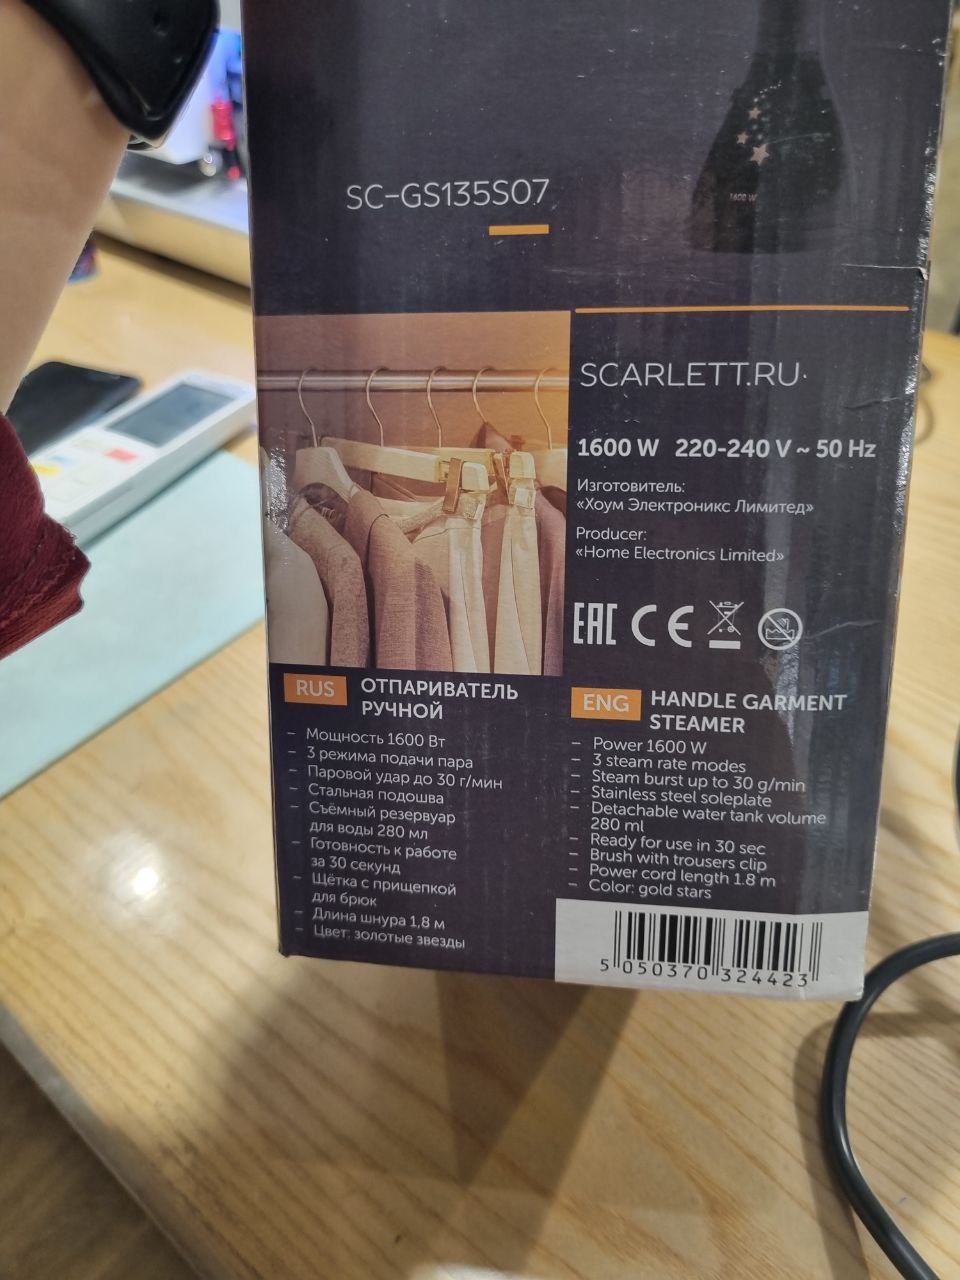 1600 W
SC-GS135S07
SCARLETT.RU
1600 W 220-240 V ~ 50 Hz
Изготовитель:
«Хоум Электроникс Лимитед»
Producer:
«Home Electronics Limited»
EAC CE
RUS ОТПАРИВАТЕЛЬ
РУЧНОЙ
– Мощность 1600 Вт
– 3 режима подачи пара
– Паровой удар до 30 г/мин
– Стальная подошва
– Съёмный резервуар
для воды 280 мл
– Готовность к работе
за 30 секунд
– Щётка с прищепкой
для брюк
– Длина шнура 1,8 м
– Цвет: золотые звезды
ENG HANDLE GARMENT
STEAMER
– Power 1600 W
– 3 steam rate modes
– Steam burst up to 30 g/min
– Stainless steel soleplate
– Detachable water tank volume
280 ml
– Ready for use in 30 sec
– Brush with trousers clip
– Power cord length 1.8 m
– Color: gold stars
5 050370 324423